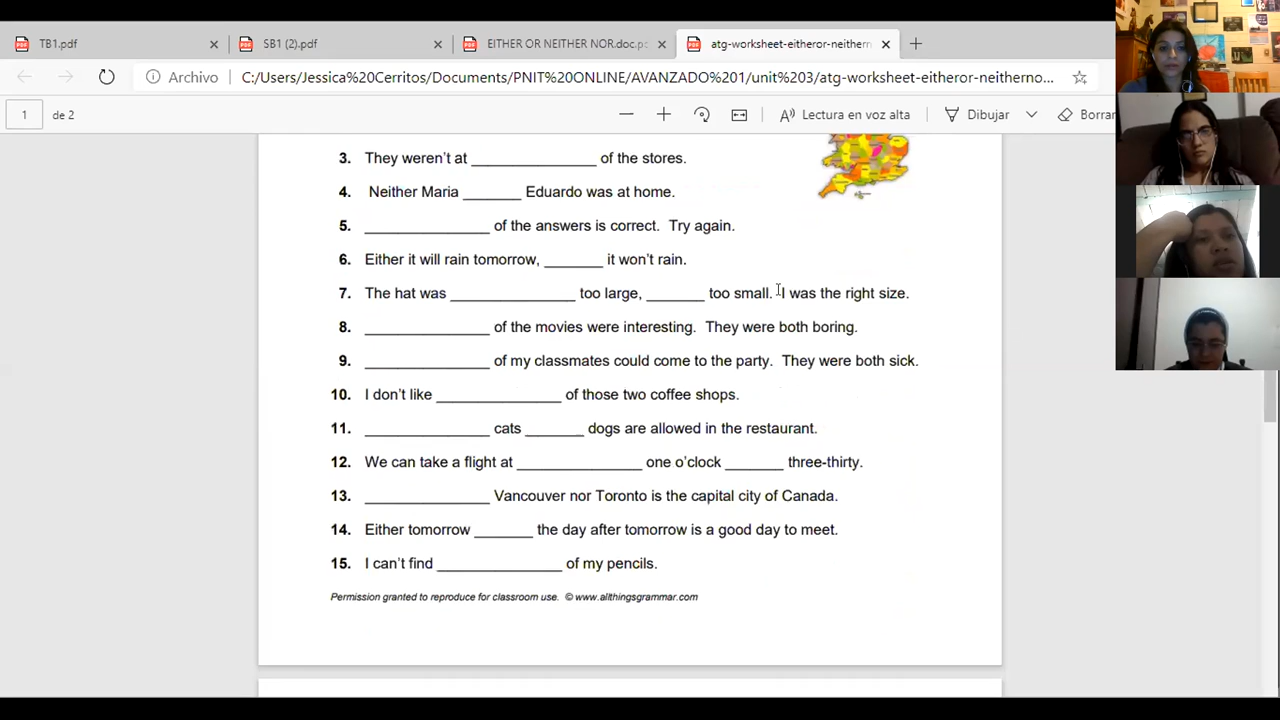 TB1.pdf
SB1 (2).pdf
EITHER OR NEITHER NOR.doc.pc
atg-worksheet-eitheror-neithern
Archivo
C:/Users/Jessica%20Cerritos/Documents/PNIT%20ONLINE/AVANZADO%201/unit%203/atg-worksheet-eitheror-neitherno...
1 de 2
Lectura en voz alta
Dibujar
Borrar
3. They weren't at _______________ of the stores.
4. Neither Maria _______ Eduardo was at home.
5. _______________ of the answers is correct. Try again.
6. Either it will rain tomorrow, _______ it won't rain.
7. The hat was _______________ too large, _______ too small. I was the right size.
8. _______________ of the movies were interesting. They were both boring.
9. _______________ of my classmates could come to the party. They were both sick.
10. I don't like _______________ of those two coffee shops.
11. _______________ cats _______ dogs are allowed in the restaurant.
12. We can take a flight at _______________ one o'clock _______ three-thirty.
13. _______________ Vancouver nor Toronto is the capital city of Canada.
14. Either tomorrow _______ the day after tomorrow is a good day to meet.
15. I can't find _______________ of my pencils.
Permission granted to reproduce for classroom use. © www.allthingsgrammar.com